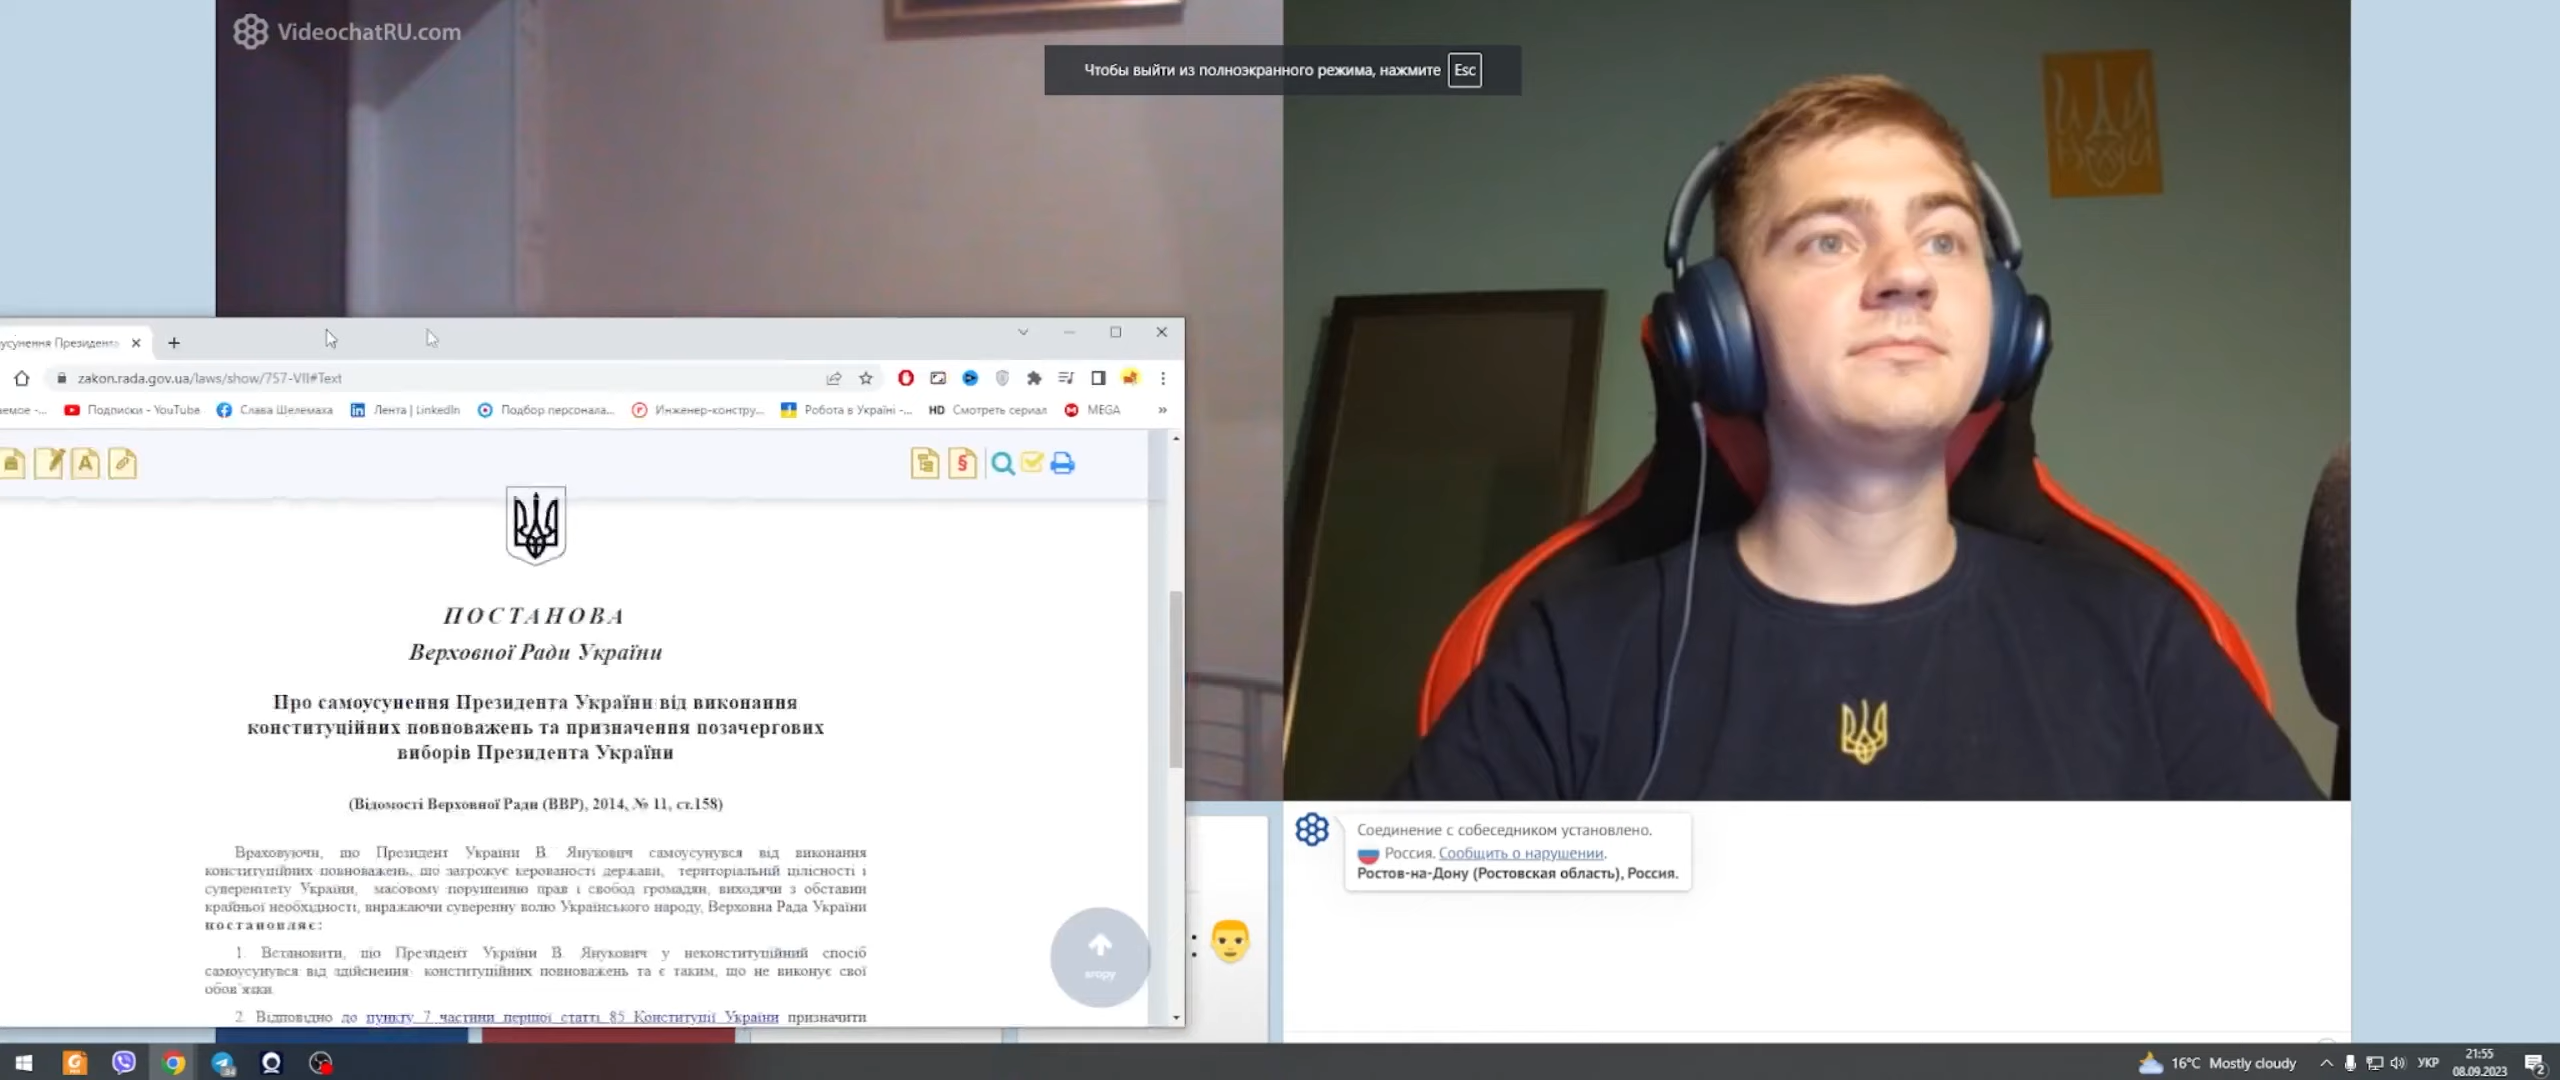 VideochatRU.com
Чтобы выйти из полноэкранного режима, нажмите Esc
усунення Президента
zakon.rada.gov.ua/laws/show/757-VII#Text
аемое -...
Подписки - YouTube
Слава Шелемаха
Лента | LinkedIn
Подбор персонала...
Инженер-констру...
Робота в Україні -...
HD Смотреть сериал
MEGA
»
ПОСТАНОВА
Верховної Ради України
Про самоусунення Президента України від виконання
конституційних повноважень та призначення позачергових
виборів Президента України
(Відомості Верховної Ради (ВВР), 2014, № 11, ст.158)
Враховуючи, що Президент України В. Янукович самоусунувся від виконання
конституційних повноважень, що загрожує керованості держави, територіальній цілісності і
суверенітету України, масовому порушенню прав і свобод громадян, виходячи з обставин
крайньої необхідності, виражаючи суверенну волю Українського народу, Верховна Рада України
постановляє:
1. Встановити, що Президент України В. Янукович у неконституційний спосіб
самоусунувся від здійснення конституційних повноважень та є таким, що не виконує свої
обов'язки.
2. Відповідно до пункту 7 частини першої статті 85 Конституції України призначити
вгору
:
Соединение с собеседником установлено.
Россия. Сообщить о нарушении.
Ростов-на-Дону (Ростовская область), Россия.
16°C Mostly cloudy
УКР
21:55
08.09.2023
2